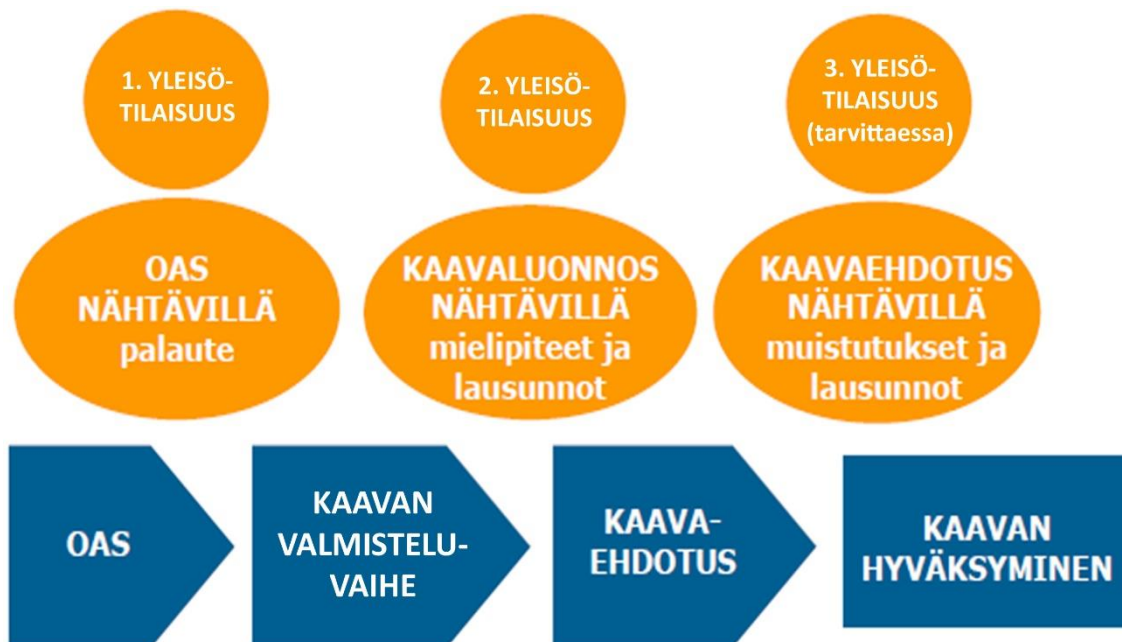 1. YLEISÖ-
TILAISUUS
2. YLEISÖ-
TILAISUUS
3. YLEISÖ-
TILAISUUS
(tarvittaessa)
OAS
NÄHTÄVILLÄ
palaute
KAAVALUONNOS
NÄHTÄVILLÄ
mielipiteet ja
lausunnot
KAAVAEHDOTUS
NÄHTÄVILLÄ
muistutukset ja
lausunnot
OAS
KAAVAN
VALMISTELU-
VAIHE
KAAVA-
EHDOTUS
KAAVAN
HYVÄKSYMINEN